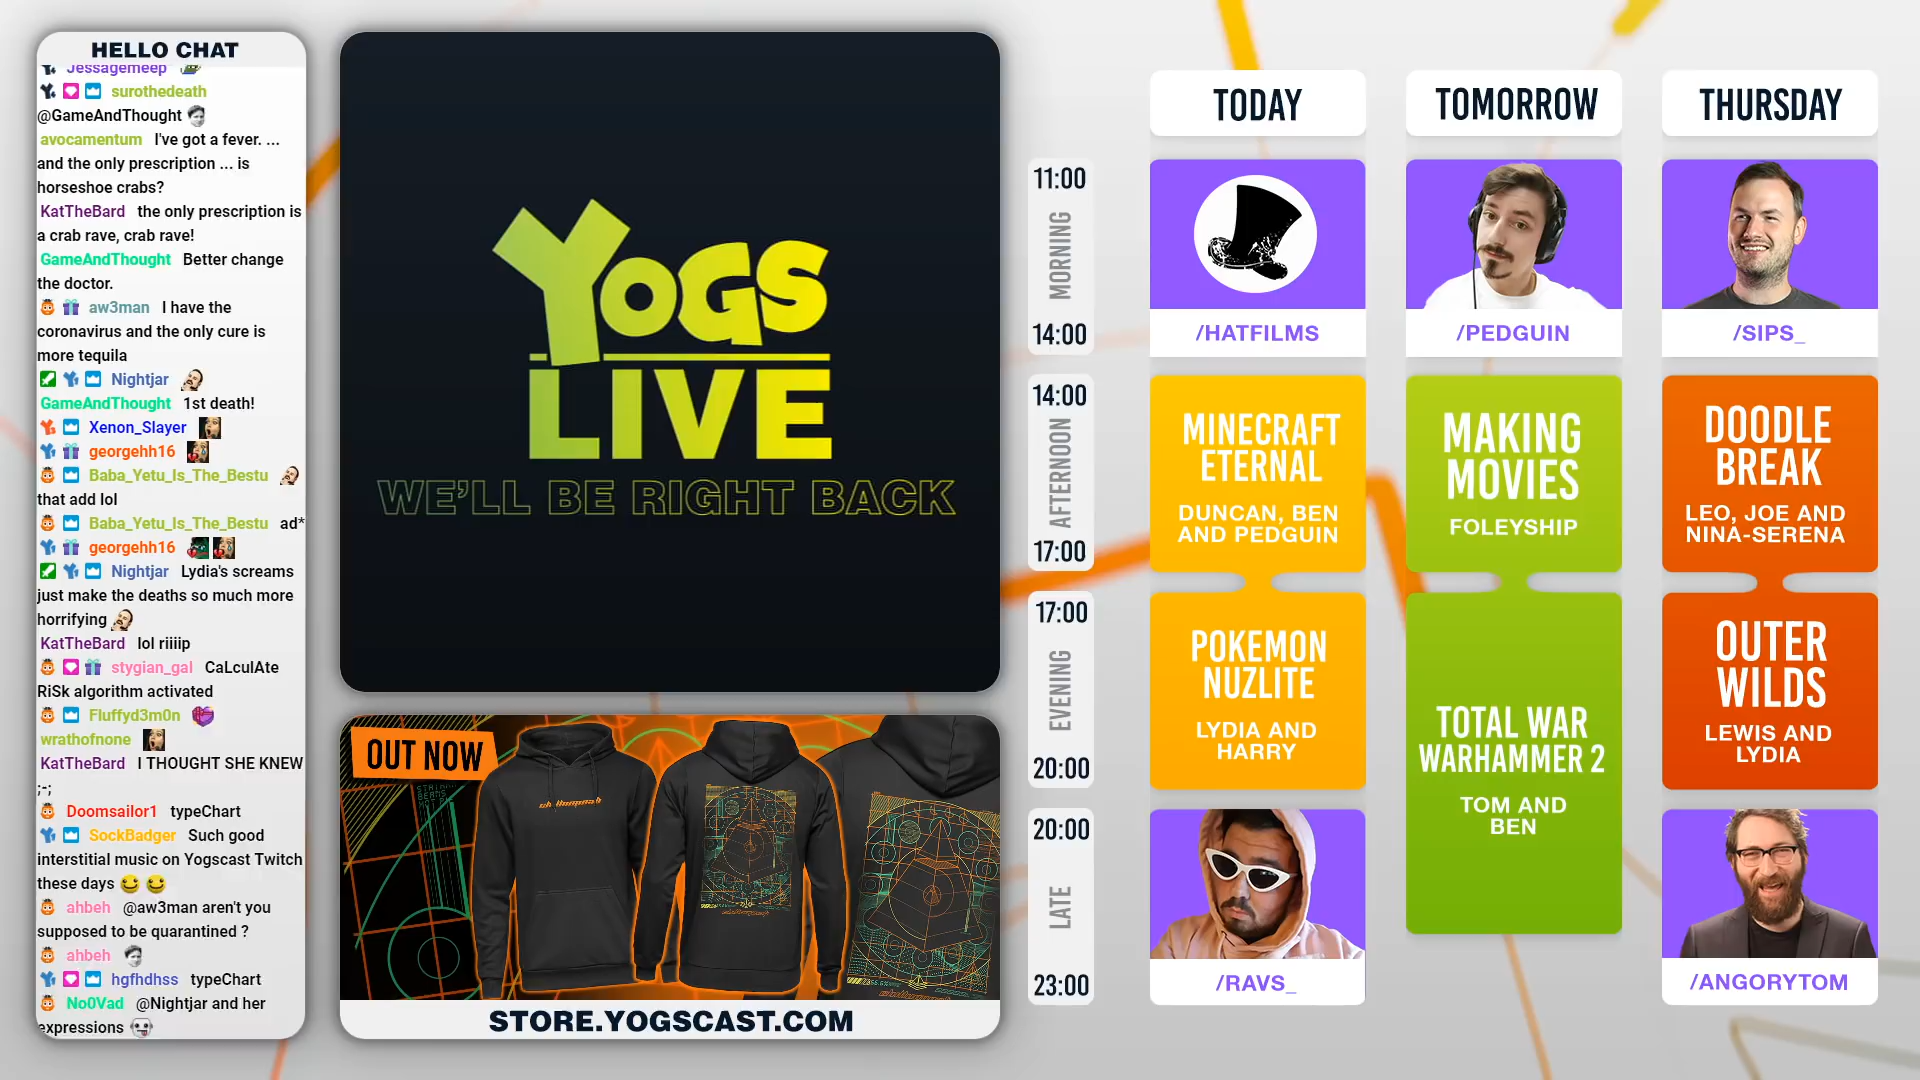 HELLO CHAT
Jessagemeep
surothedeath
@GameAndThought
avocamentum I've got a fever. ...
and the only prescription ... is
horseshoe crabs?
KatTheBard the only prescription is
a crab rave, crab rave!
GameAndThought Better change
the doctor.
aw3man I have the
coronavirus and the only cure is
more tequila
Nightjar
GameAndThought 1st death!
Xenon_Slayer
georgehh16
Baba_Yetu_Is_The_Bestu
that add lol
Baba_Yetu_Is_The_Bestu ad*
georgehh16
Nightjar Lydia's screams
just make the deaths so much more
horrifying
KatTheBard lol riiiip
stygian_gal CaLculAte
RiSk algorithm activated
Fluffyd3m0n
wrathofnone
KatTheBard I THOUGHT SHE KNEW
;-;
Doomsailor1 typeChart
SockBadger Such good
interstitial music on Yogscast Twitch
these days
ahbeh @aw3man aren't you
supposed to be quarantined ?
ahbeh
hgfhdhss typeChart
No0Vad @Nightjar and her
expressions
YOGS
LIVE
WE'LL BE RIGHT BACK
OUT NOW
STORE.YOGSCAST.COM
TODAY
TOMORROW
THURSDAY
11:00
MORNING
14:00
/HATFILMS
/PEDGUIN
/SIPS_
14:00
AFTERNOON
17:00
MINECRAFT
ETERNAL
DUNCAN, BEN
AND PEDGUIN
MAKING
MOVIES
FOLEYSHIP
DOODLE
BREAK
LEO, JOE AND
NINA-SERENA
17:00
EVENING
20:00
POKEMON
NUZLITE
LYDIA AND
HARRY
TOTAL WAR
WARHAMMER 2
TOM AND
BEN
OUTER
WILDS
LEWIS AND
LYDIA
20:00
LATE
23:00
/RAVS_
/ANGORYTOM